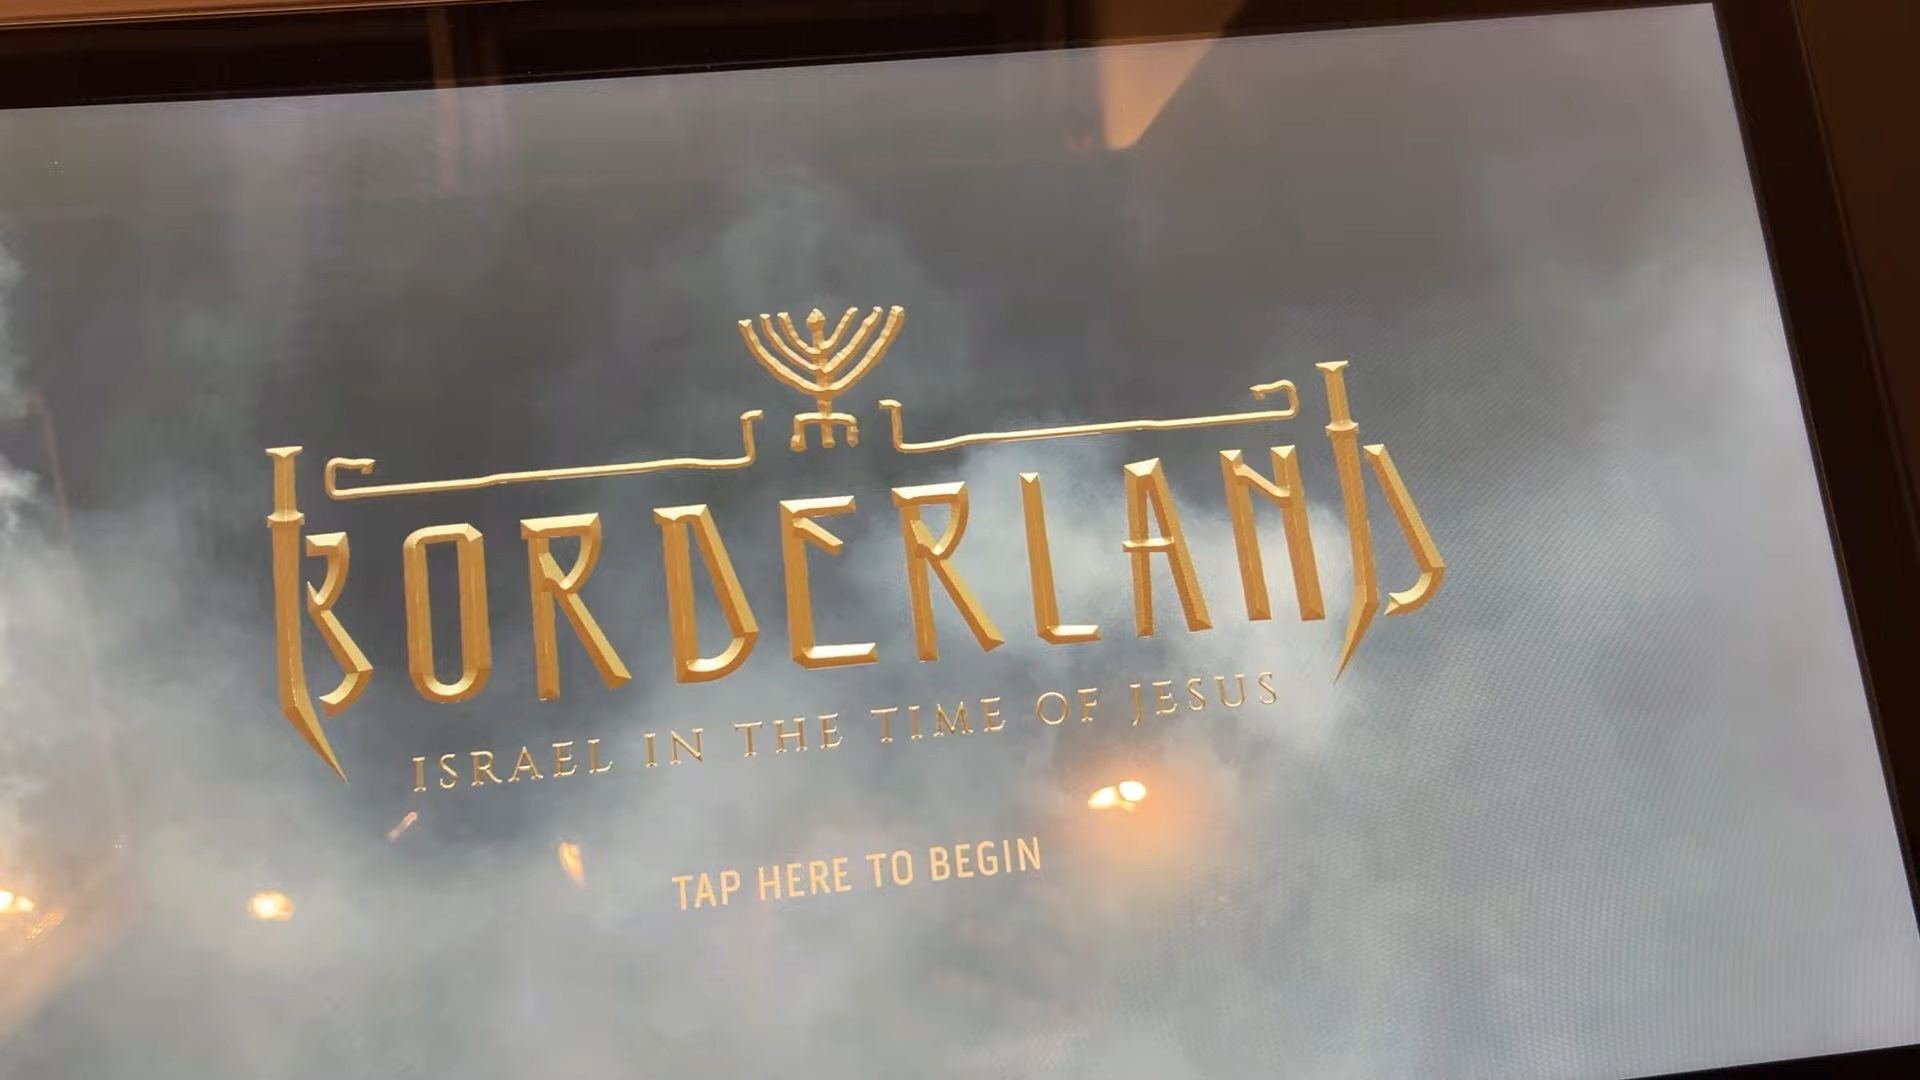 BORDERLAND
ISRAEL IN THE TIME OF JESUS
TAP HERE TO BEGIN